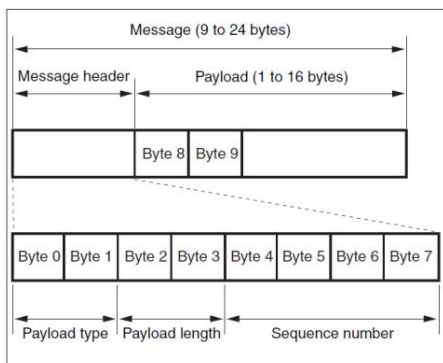 Message (9 to 24 bytes)
Message header Payload (1 to 16 bytes)
Byte 8 Byte 9
Byte 0 Byte 1 Byte 2 Byte 3 Byte 4 Byte 5 Byte 6 Byte 7
Payload type Payload length Sequence number